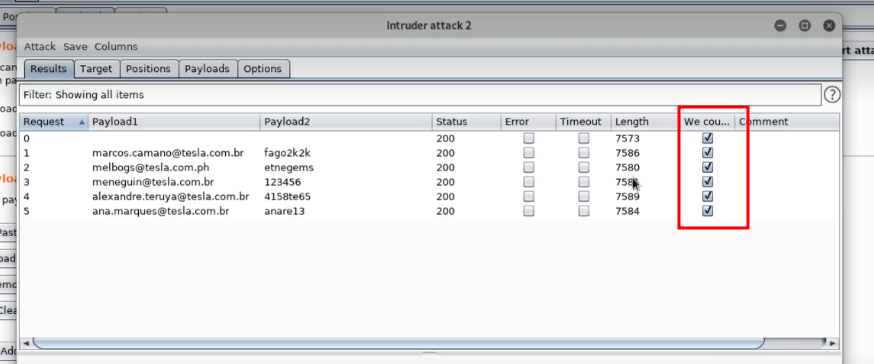 Intruder attack 2
Attack Save Columns
Results Target Positions Payloads Options
Filter: Showing all items ?
Request Payload1 Payload2 Status Error Timeout Length We cou... Comment
0 200 7573
1 marcos.camano@tesla.com.br fago2k2k 200 7586
2 melbogs@tesla.com.ph etnegems 200 7580
3 meneguin@tesla.com.br 123456 200
4 alexandre.teruya@tesla.com.br 4158te65 200 7589
5 ana.marques@tesla.com.br anare13 200 7584